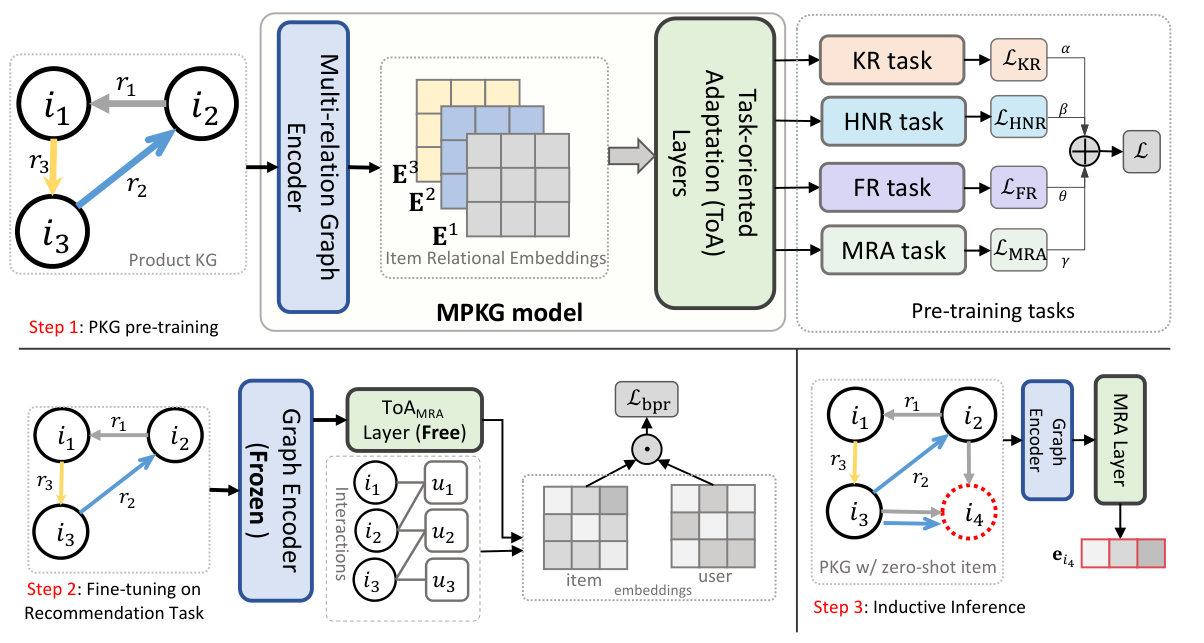 i₁
r₁
i₂
r₃
r₂
i₃
Product KG
Step 1: PKG pre-training
Multi-relation Graph
Encoder
E³
E²
E¹
Item Relational Embeddings
MPKG model
Task-oriented
Adaptation (ToA)
Layers
KR task
ℒKR
α
HNR task
ℒHNR
β
FR task
ℒFR
θ
MRA task
ℒMRA
γ
ℒ
Pre-training tasks
i₁
r₁
i₂
r₃
r₂
i₃
Step 2: Fine-tuning on
Recommendation Task
Graph Encoder
(Frozen)
ToAMRA
Layer (Free)
Interactions
i₁
u₁
i₂
u₂
i₃
u₃
ℒbpr
item
user
embeddings
i₁
r₁
i₂
r₃
r₂
i₃
i₄
PKG w/ zero-shot item
Graph
Encoder
MRA Layer
e i₄
Step 3: Inductive Inference